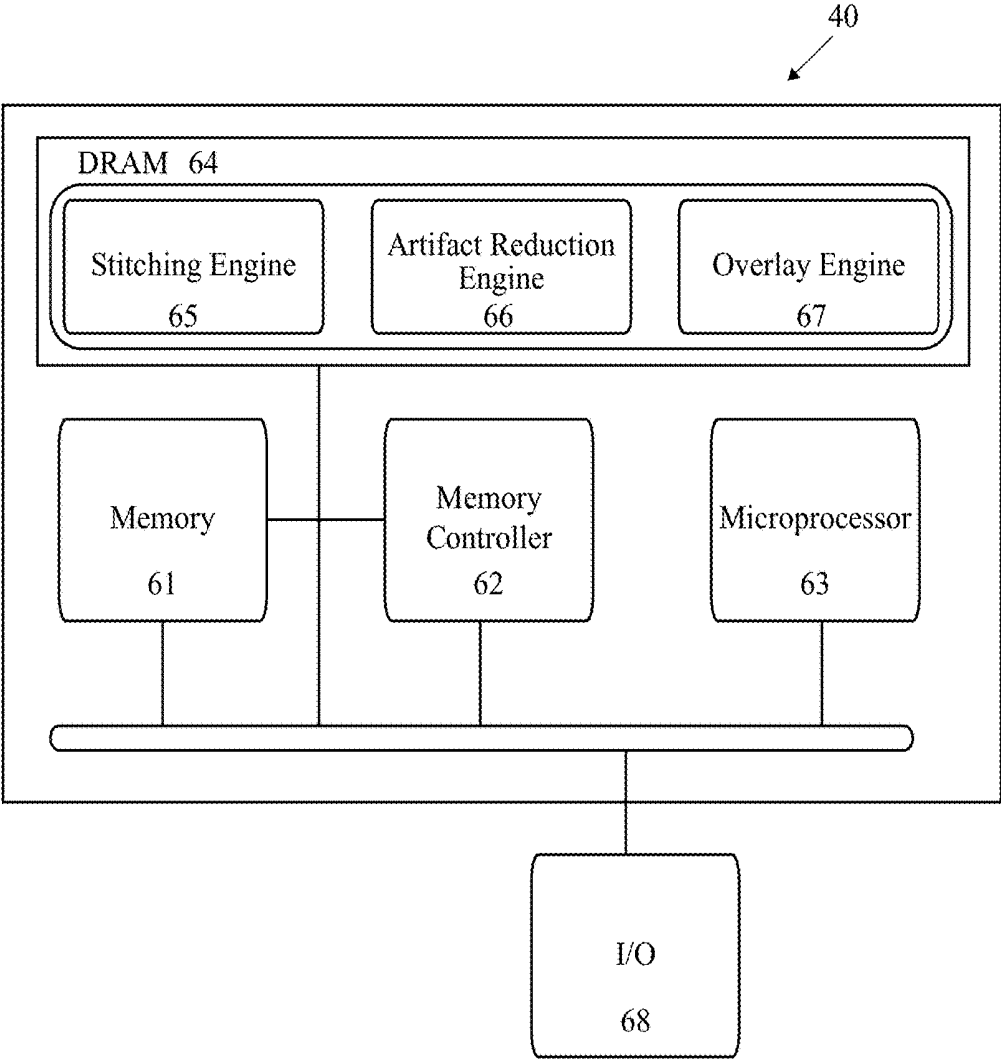 40
DRAM 64
Stitching Engine
65
Artifact Reduction
Engine
66
Overlay Engine
67
Memory
61
Memory
Controller
62
Microprocessor
63
I/O
68